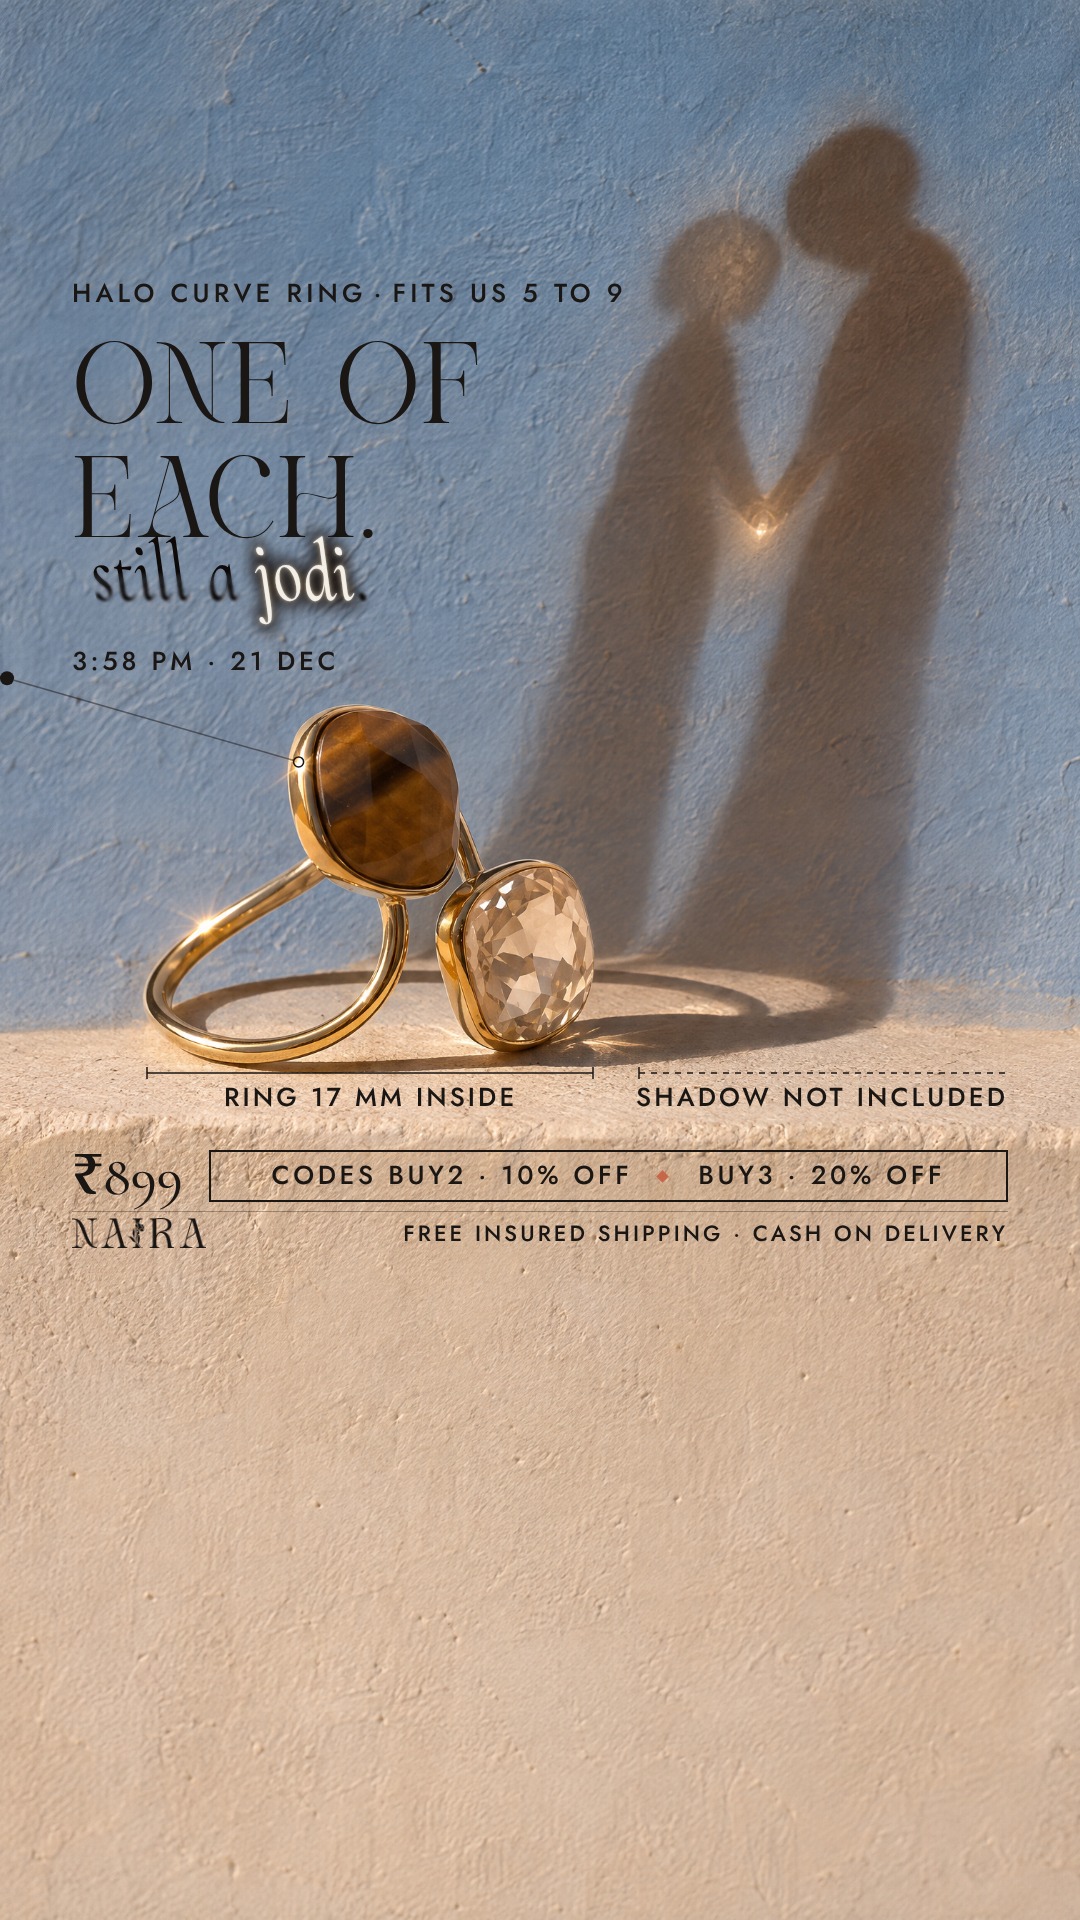 HALO CURVE RING · FITS US 5 TO 9
ONE OF
EACH.
still a jodi.
3:58 PM · 21 DEC
RING 17 MM INSIDE
SHADOW NOT INCLUDED
₹899
CODES BUY2 · 10% OFF ◆ BUY3 · 20% OFF
NAIRA
FREE INSURED SHIPPING · CASH ON DELIVERY